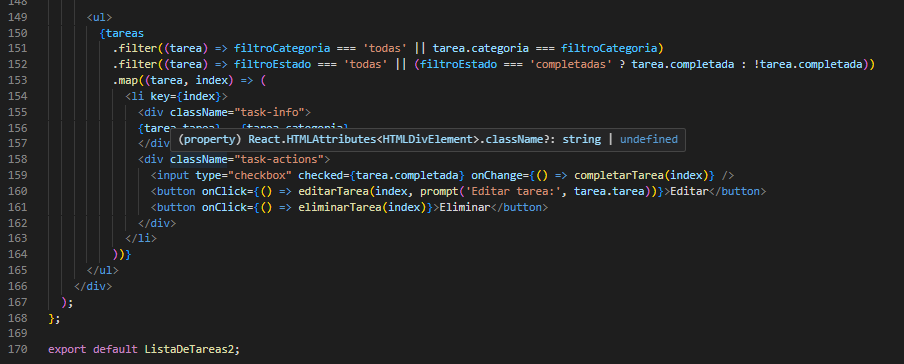 148
149 <ul>
150 {tareas
151 .filter((tarea) => filtroCategoria === 'todas' || tarea.categoria === filtroCategoria)
152 .filter((tarea) => filtroEstado === 'todas' || (filtroEstado === 'completadas' ? tarea.completada : !tarea.completada))
153 .map((tarea, index) => (
154 <li key={index}>
155 <div className="task-info">
156 {tarea.tarea} {tarea.categoria}
(property) React.HTMLAttributes<HTMLDivElement>.className?: string | undefined
157 </div>
158 <div className="task-actions">
159 <input type="checkbox" checked={tarea.completada} onChange={() => completarTarea(index)} />
160 <button onClick={() => editarTarea(index, prompt('Editar tarea:', tarea.tarea))}>Editar</button>
161 <button onClick={() => eliminarTarea(index)}>Eliminar</button>
162 </div>
163 </li>
164 ))}
165 </ul>
166 </div>
167 );
168 };
169
170 export default ListaDeTareas2;